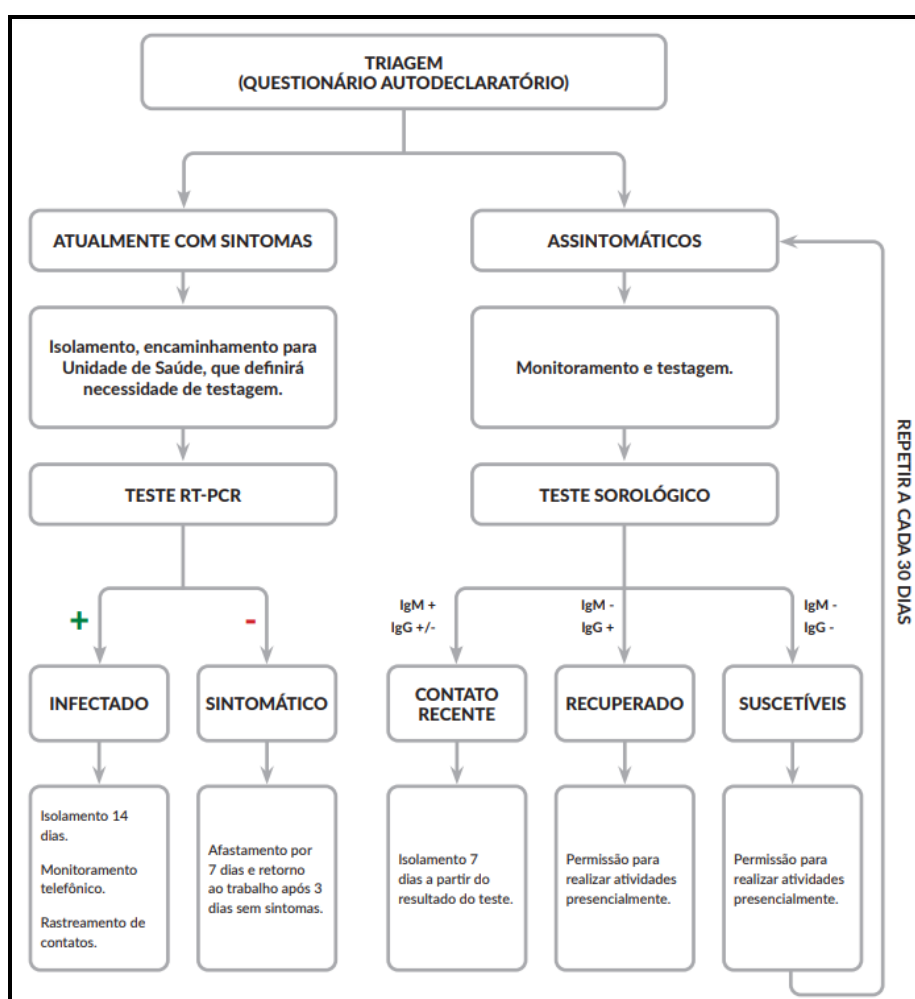 TRIAGEM
(QUESTIONÁRIO AUTODECLARATÓRIO)
ATUALMENTE COM SINTOMAS
ASSINTOMÁTICOS
Isolamento, encaminhamento para
Unidade de Saúde, que definirá
necessidade de testagem.
Monitoramento e testagem.
TESTE RT-PCR
TESTE SOROLÓGICO
REPETIR A CADA 30 DIAS
+
-
IgM +
IgG +/-
IgM -
IgG +
IgM -
IgG -
INFECTADO
SINTOMÁTICO
CONTATO
RECENTE
RECUPERADO
SUSCETÍVEIS
Isolamento 14
dias.
Monitoramento
telefônico.
Rastreamento de
contatos.
Afastamento por
7 dias e retorno
ao trabalho após 3
dias sem sintomas.
Isolamento 7
dias a partir do
resultado do teste.
Permissão para
realizar atividades
presencialmente.
Permissão para
realizar atividades
presencialmente.